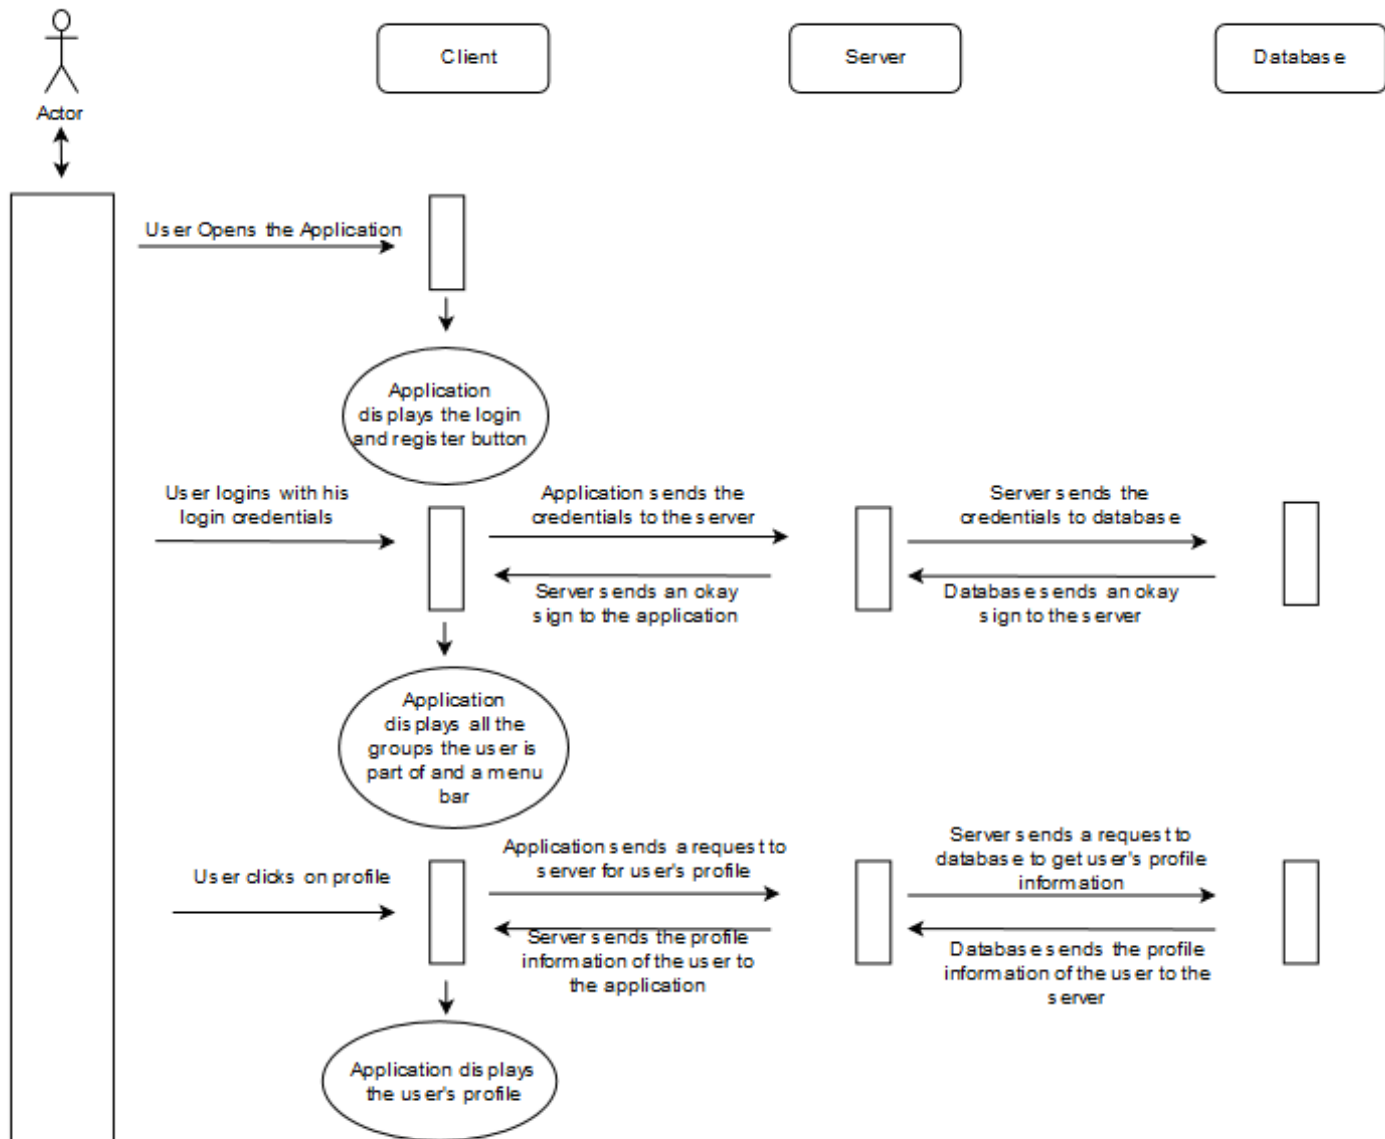 Client
Server
Database
Actor
User Opens the Application
Application
displays the login
and register button
User logins with his
login credentials
Application sends the
credentials to the server
Server sends the
credentials to database
Server sends an okay
sign to the application
Database sends an okay
sign to the server
Application
displays all the
groups the user is
part of and a menu
bar
User clicks on profile
Application sends a request to
server for user's profile
Server sends a request to
database to get user's profile
information
Server sends the profile
information of the user to
the application
Database sends the profile
information of the user to the
server
Application displays
the user's profile